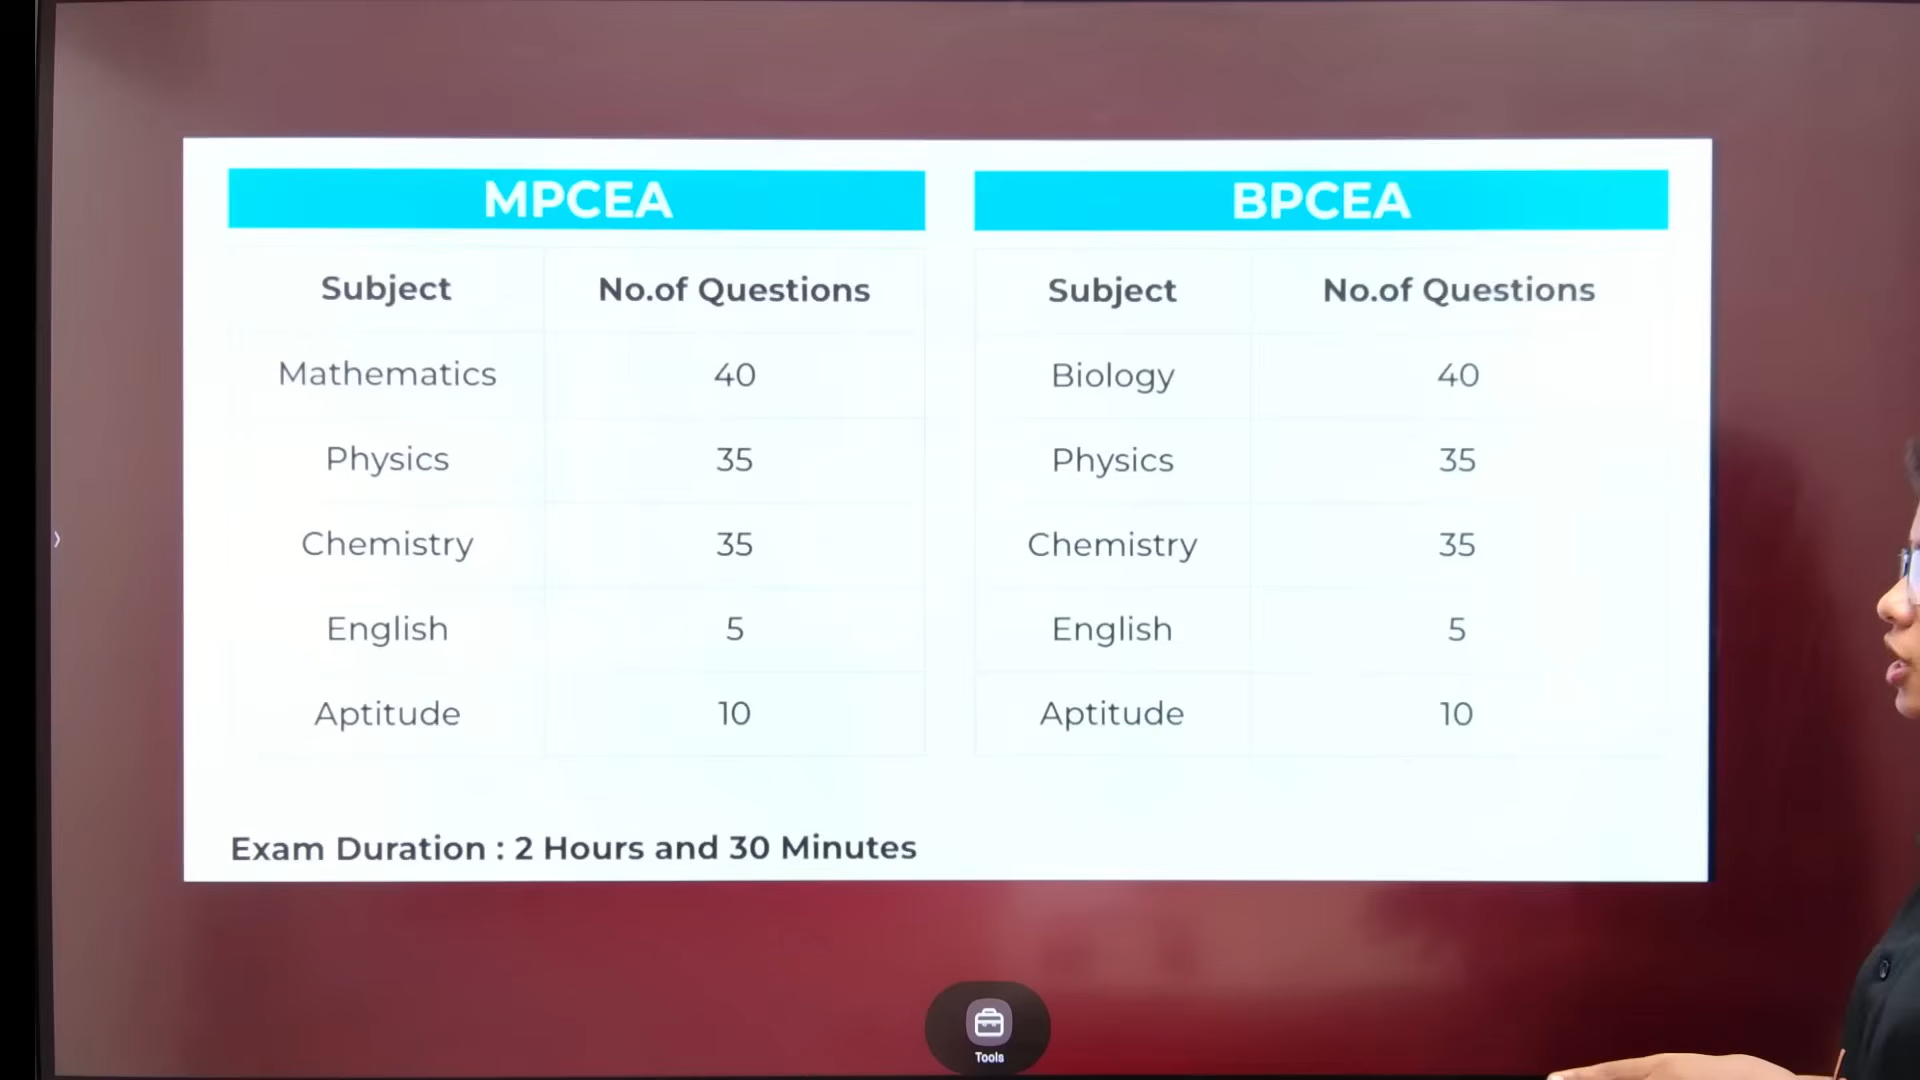 MPCEA
Subject No.of Questions
Mathematics 40
Physics 35
Chemistry 35
English 5
Aptitude 10
BPCEA
Subject No.of Questions
Biology 40
Physics 35
Chemistry 35
English 5
Aptitude 10
Exam Duration : 2 Hours and 30 Minutes
Tools